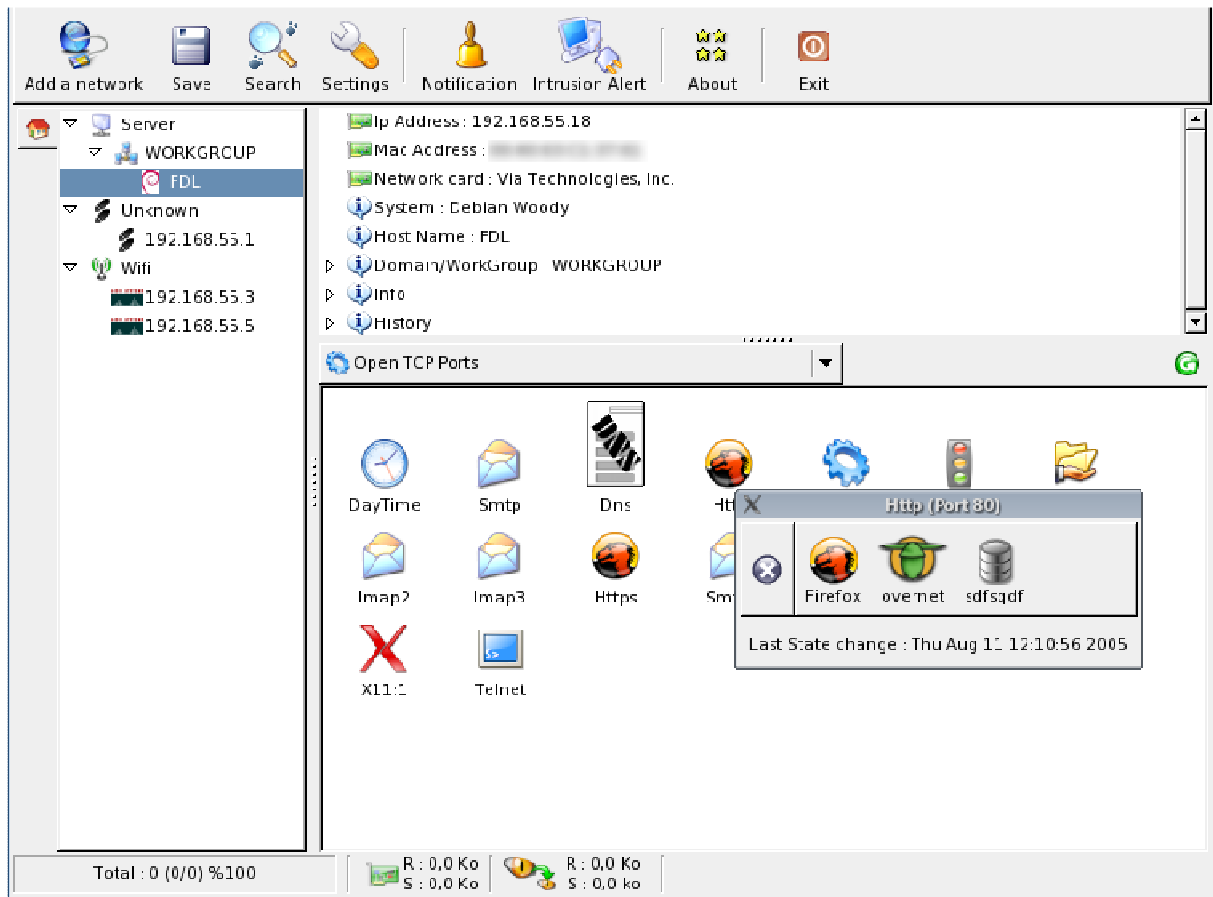 Add a network Save Search Settings Notification Intrusion Alert About Exit
Server
WORKGROUP
FDL
Unknown
192.168.55.1
Wifi
192.168.55.3
192.168.55.5
Ip Address : 192.168.55.18
Mac Address :
Network card : Via Technologies, Inc.
System : Debian Woody
Host Name : FDL
Domain/WorkGroup WORKGROUP
Info
History
Open TCP Ports
DayTime Smtp Dns Htt
Imap2 Imap3 Https Smt
X11:1 Telnet
Http (Port 80)
Firefox overnet sdfsqdf
Last State change : Thu Aug 11 12:10:56 2005
Total : 0 (0/0) %100
R : 0,0 Ko
S : 0,0 Ko
R : 0,0 Ko
S : 0,0 ko